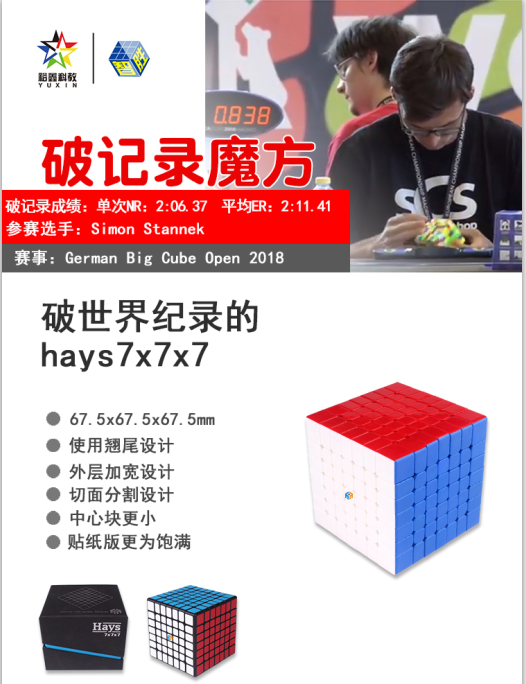 裕鑫科教
YUXIN
智勝
0.838
破记录魔方
SCS
破记录成绩：单次NR：2:06.37 平均ER：2:11.41
参赛选手：Simon Stannek
赛事：German Big Cube Open 2018
破世界纪录的
hays7x7x7
67.5x67.5x67.5mm
使用翘尾设计
外层加宽设计
切面分割设计
中心块更小
贴纸版更为饱满
Hays
7x7x7